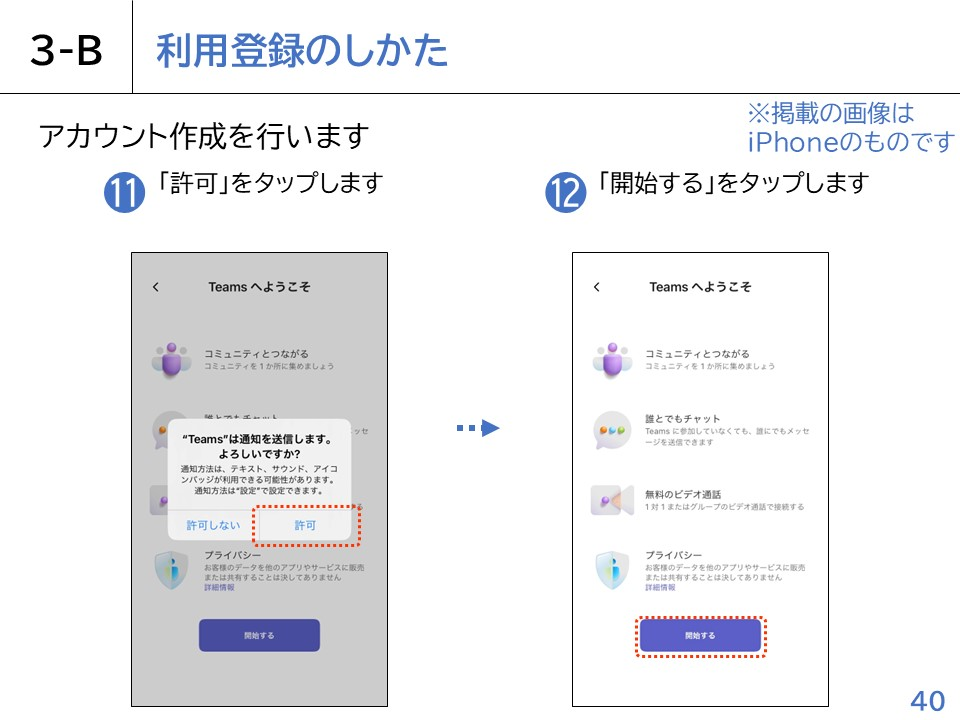 3-B
利用登録のしかた
※掲載の画像は
iPhoneのものです
アカウント作成を行います
⑪
「許可」をタップします
Teams へようこそ
コミュニティとつながる
コミュニティを 1 か所に集めましょう
誰とでもチャット
ッセ
"Teams"は通知を送信します。
よろしいですか?
通知方法は、テキスト、サウンド、アイコ
ンバッジが利用できる可能性があります。
通知方法は"設定"で設定できます。
る
許可しない
許可
プライバシー
お客様のデータを他のアプリやサービスに販売
または共有することは決してありません
詳細情報
開始する
⑫
「開始する」をタップします
Teams へようこそ
コミュニティとつながる
コミュニティを 1 か所に集めましょう
誰とでもチャット
Teams に参加していなくても、誰にでもメッセ
ージを送信できます
無料のビデオ通話
1 対 1 またはグループのビデオ通話で接続する
プライバシー
お客様のデータを他のアプリやサービスに販売
または共有することは決してありません
詳細情報
開始する
40